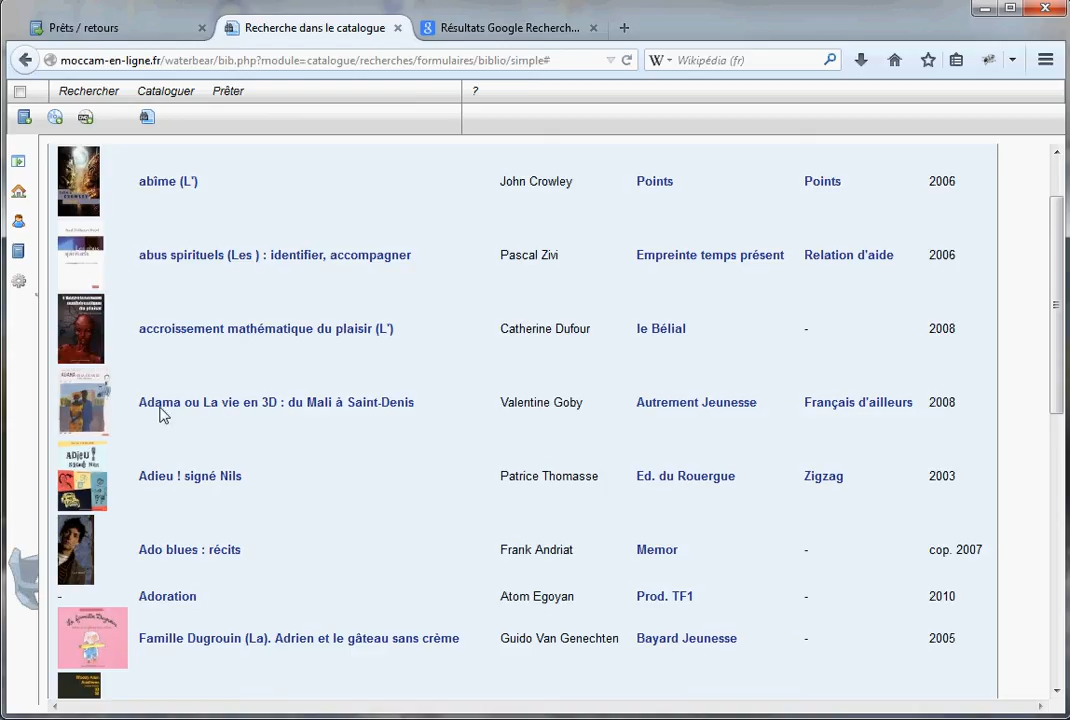 Prêts / retours
Recherche dans le catalogue
Résultats Google Recherch...
moccam-en-ligne.fr/waterbear/bib.php?module=catalogue/recherches/formulaires/biblio/simple#
Wikipédia (fr)
Rechercher Cataloguer Prêter ?
abîme (L') John Crowley Points Points 2006
abus spirituels (Les ) : identifier, accompagner Pascal Zivi Empreinte temps présent Relation d'aide 2006
accroissement mathématique du plaisir (L') Catherine Dufour le Bélial - 2008
Adama ou La vie en 3D : du Mali à Saint-Denis Valentine Goby Autrement Jeunesse Français d'ailleurs 2008
Adieu ! signé Nils Patrice Thomasse Ed. du Rouergue Zigzag 2003
Ado blues : récits Frank Andriat Memor - cop. 2007
- Adoration Atom Egoyan Prod. TF1 - 2010
Famille Dugrouin (La). Adrien et le gâteau sans crème Guido Van Genechten Bayard Jeunesse - 2005